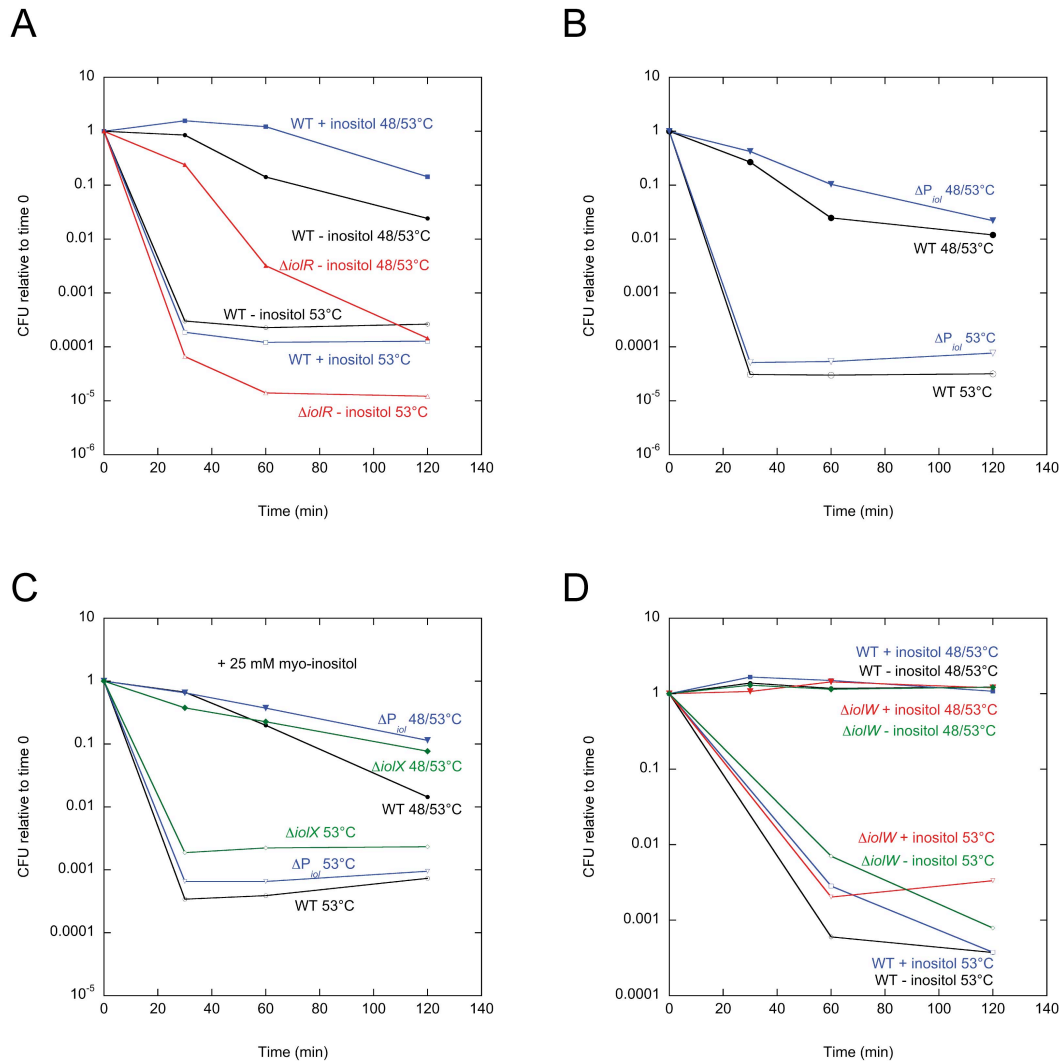 A
10
1
0.1
0.01
0.001
0.0001
10-5
10-6
CFU relative to time 0
WT + inositol 48/53°C
WT - inositol 48/53°C
ΔiolR - inositol 48/53°C
WT - inositol 53°C
WT + inositol 53°C
ΔiolR - inositol 53°C
0 20 40 60 80 100 120 140
Time (min)
B
10
1
0.1
0.01
0.001
0.0001
10-5
10-6
CFU relative to time 0
ΔPiol 48/53°C
WT 48/53°C
ΔPiol 53°C
WT 53°C
0 20 40 60 80 100 120 140
Time (min)
C
10
1
0.1
0.01
0.001
0.0001
10-5
CFU relative to time 0
+ 25 mM myo-inositol
ΔPiol 48/53°C
ΔiolX 48/53°C
WT 48/53°C
ΔiolX 53°C
ΔPiol 53°C
WT 53°C
0 20 40 60 80 100 120 140
Time (min)
D
10
1
0.1
0.01
0.001
0.0001
CFU relative to time 0
WT + inositol 48/53°C
WT - inositol 48/53°C
ΔiolW + inositol 48/53°C
ΔiolW - inositol 48/53°C
ΔiolW + inositol 53°C
ΔiolW - inositol 53°C
WT + inositol 53°C
WT - inositol 53°C
0 20 40 60 80 100 120 140
Time (min)